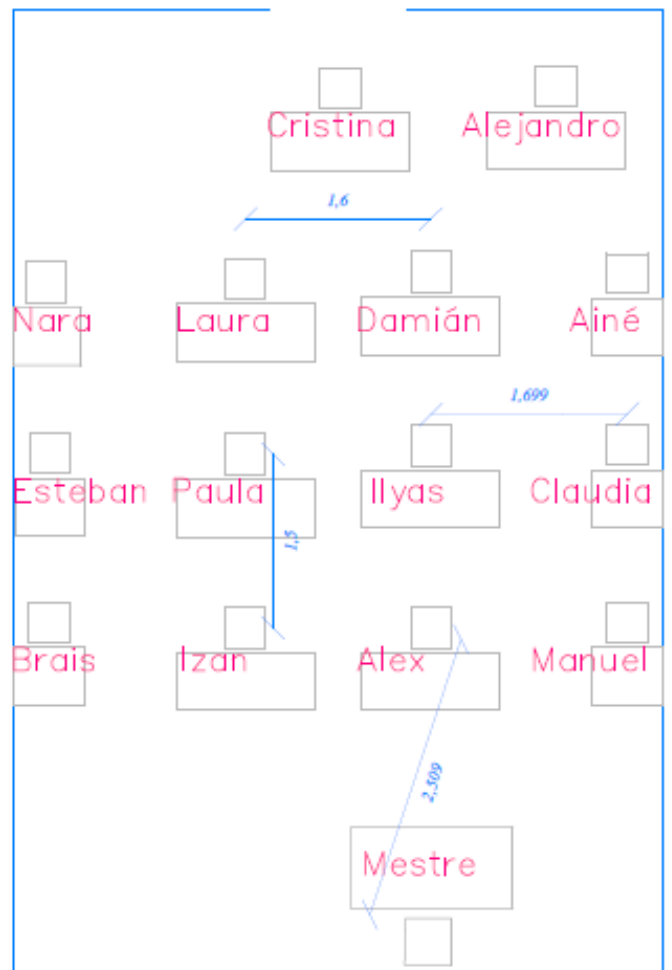 Cristina Alejandro
1,6
Nara Laura Damián Ainé
1,699
Esteban Paula Ilyas Claudia
1,5
Brais Izan Alex Manuel
2,509
Mestre